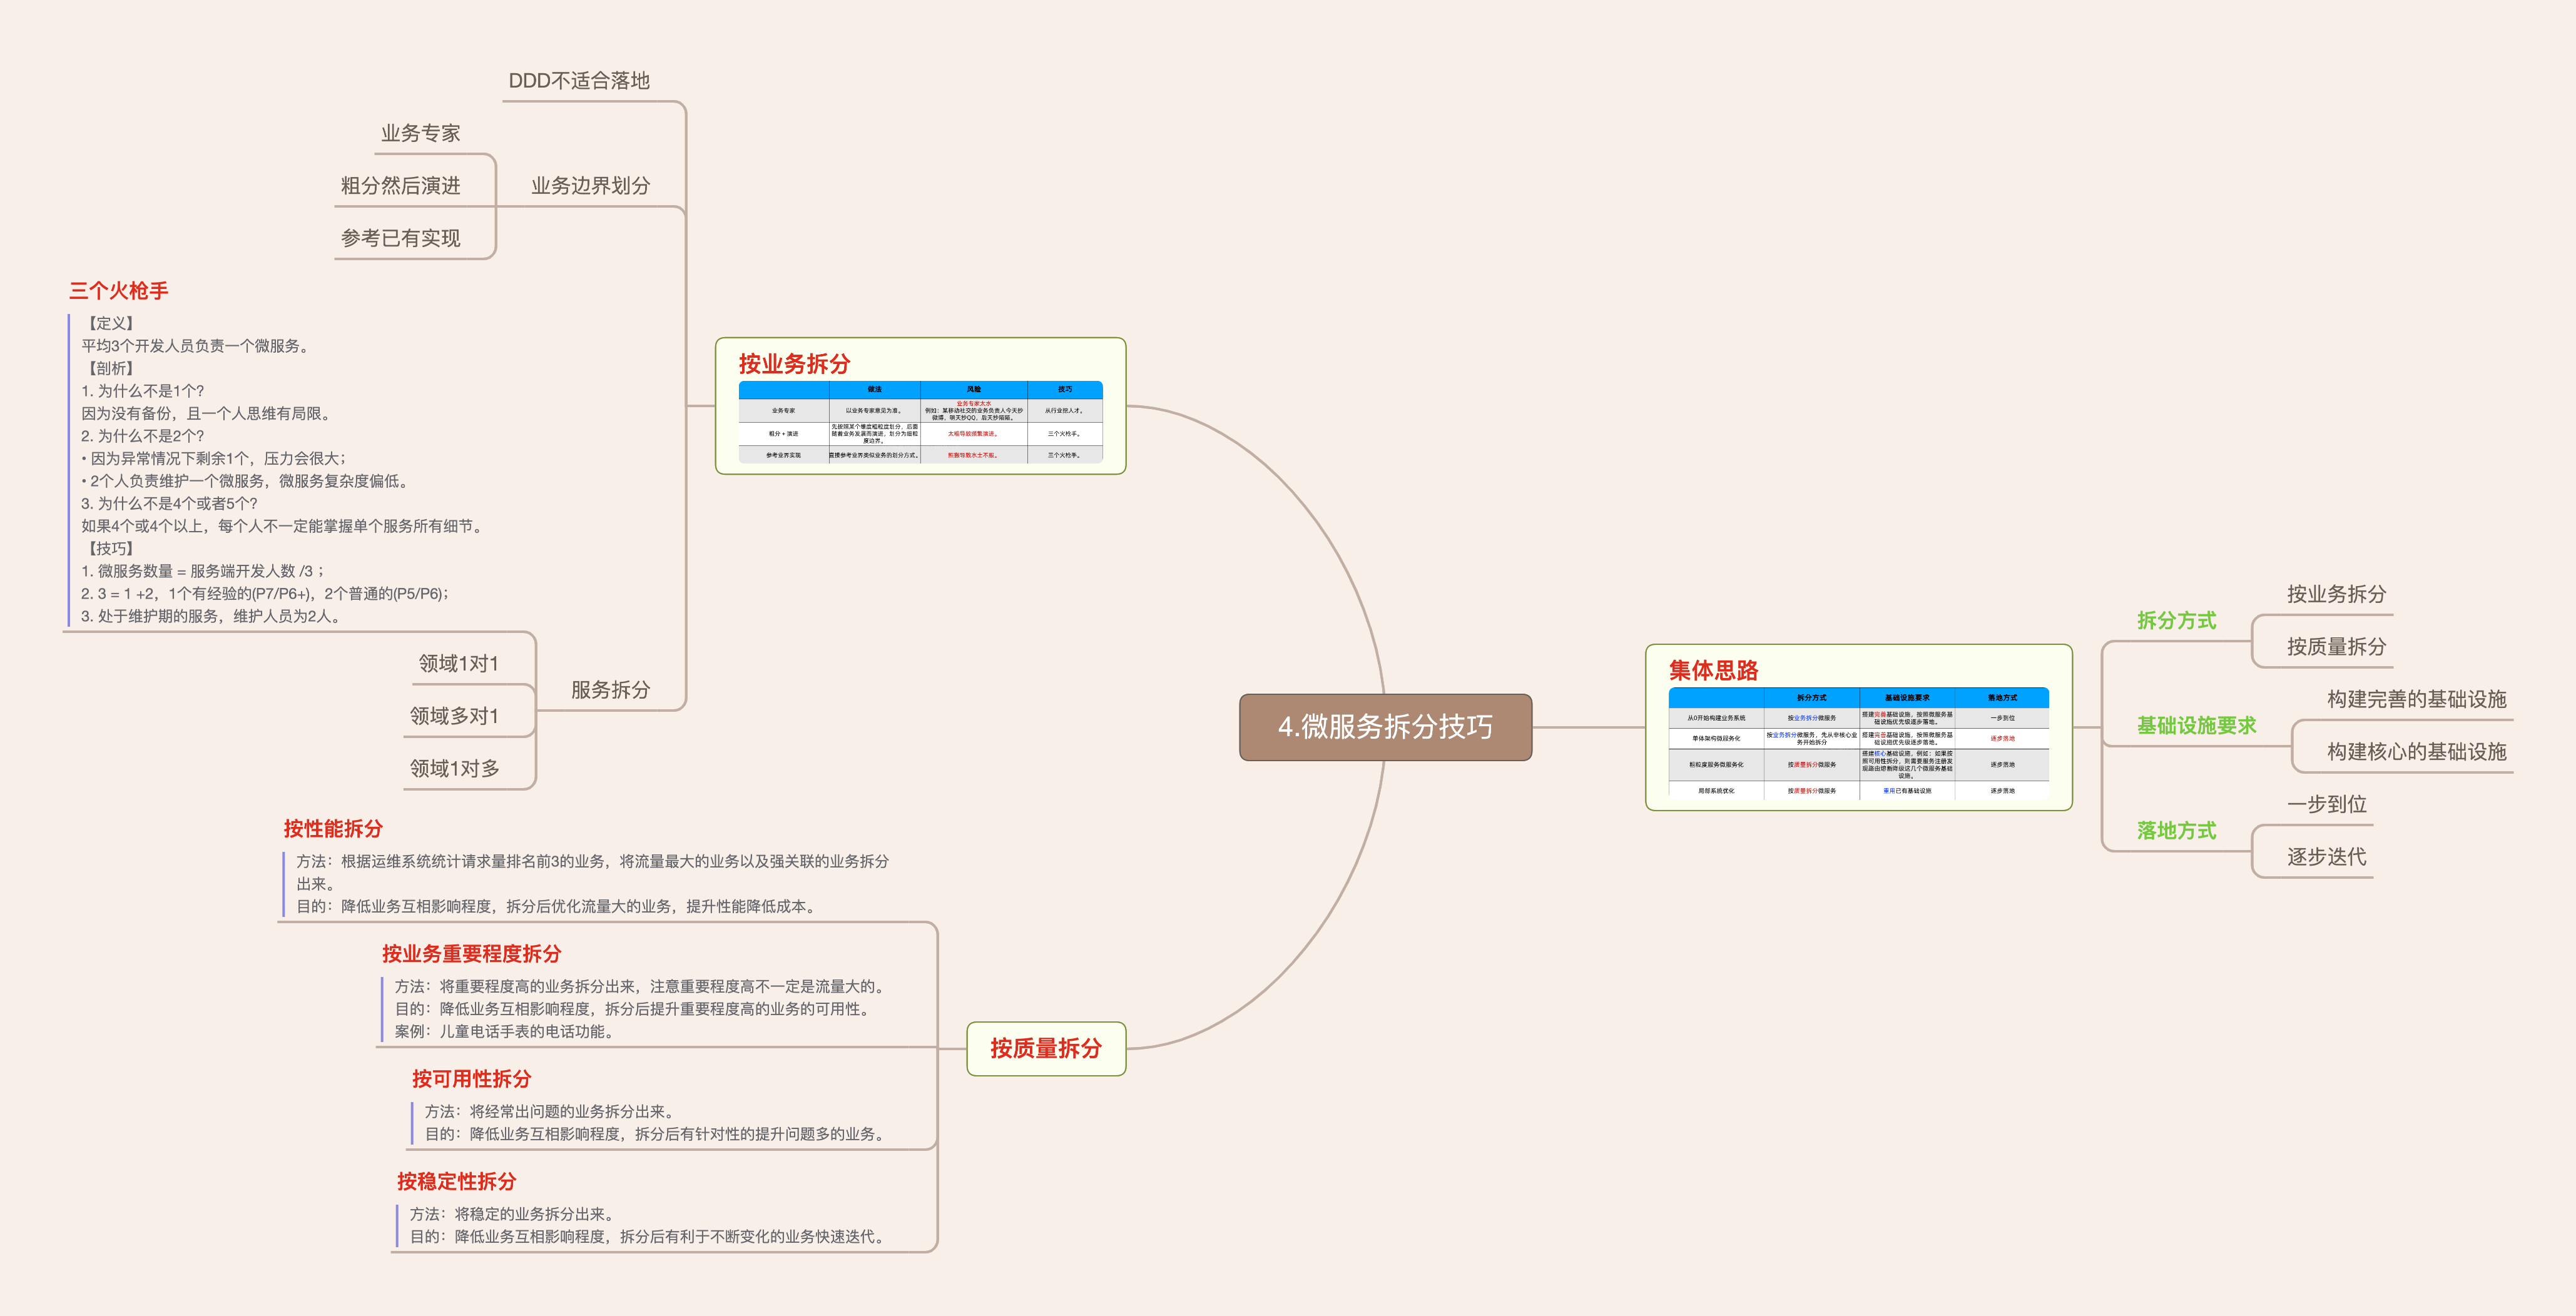 4.微服务拆分技巧
集体思路
拆分方式
基础设施要求
落地方式
从0开始构建业务系统
按业务拆分微服务
搭建完善基础设施，按照微服务基
础设施优先级逐步落地。
一步到位
单体架构微服务化
按业务拆分微服务，先从非核心业
务开始拆分
搭建完善基础设施，按照微服务基
础设施优先级逐步落地。
逐步落地
粗粒度服务微服务化
按质量拆分微服务
搭建核心基础设施，例如：如果按
照可用性拆分，则需要服务注册发
现路由熔断降级这几个微服务基础
设施。
逐步落地
局部系统优化
按质量拆分微服务
重用已有基础设施
逐步落地
拆分方式
按业务拆分
按质量拆分
基础设施要求
构建完善的基础设施
构建核心的基础设施
落地方式
一步到位
逐步迭代
按业务拆分
做法
风险
技巧
业务专家
以业务专家意见为准。
业务专家太水
例如：某移动社交的业务负责人今天抄
微博，明天抄QQ，后天抄陌陌。
从行业挖人才。
粗分 + 演进
先按照某个维度粗粒度划分，后面
随着业务发展而演进，划分为细粒
度边界。
太粗导致频繁演进。
三个火枪手。
参考业界实现
直接参考业界类似业务的划分方式。
照搬导致水土不服。
三个火枪手。
DDD不适合落地
业务边界划分
业务专家
粗分然后演进
参考已有实现
服务拆分
三个火枪手
【定义】
平均3个开发人员负责一个微服务。
【剖析】
1. 为什么不是1个？
因为没有备份，且一个人思维有局限。
2. 为什么不是2个？
• 因为异常情况下剩余1个，压力会很大；
• 2个人负责维护一个微服务，微服务复杂度偏低。
3. 为什么不是4个或者5个？
如果4个或4个以上，每个人不一定能掌握单个服务所有细节。
【技巧】
1. 微服务数量 = 服务端开发人数 /3 ；
2. 3 = 1 +2，1个有经验的(P7/P6+)，2个普通的(P5/P6)；
3. 处于维护期的服务，维护人员为2人。
领域1对1
领域多对1
领域1对多
按质量拆分
按性能拆分
方法：根据运维系统统计请求量排名前3的业务，将流量最大的业务以及强关联的业务拆分
出来。
目的：降低业务互相影响程度，拆分后优化流量大的业务，提升性能降低成本。
按业务重要程度拆分
方法：将重要程度高的业务拆分出来，注意重要程度高不一定是流量大的。
目的：降低业务互相影响程度，拆分后提升重要程度高的业务的可用性。
案例：儿童电话手表的电话功能。
按可用性拆分
方法：将经常出问题的业务拆分出来。
目的：降低业务互相影响程度，拆分后有针对性的提升问题多的业务。
按稳定性拆分
方法：将稳定的业务拆分出来。
目的：降低业务互相影响程度，拆分后有利于不断变化的业务快速迭代。